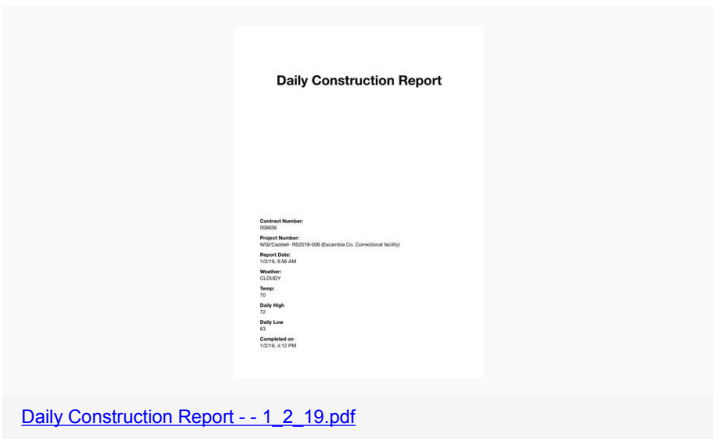 Daily Construction Report
Contract Number:
009936
Project Number:
WGI/Caddell- RS2018-006 (Escambia Co. Correctional facility)
Report Date:
1/2/19, 9:56 AM
Weather:
CLOUDY
Temp:
70
Daily High
72
Daily Low
63
Completed on
1/2/19, 4:12 PM
Daily Construction Report - - 1_2_19.pdf